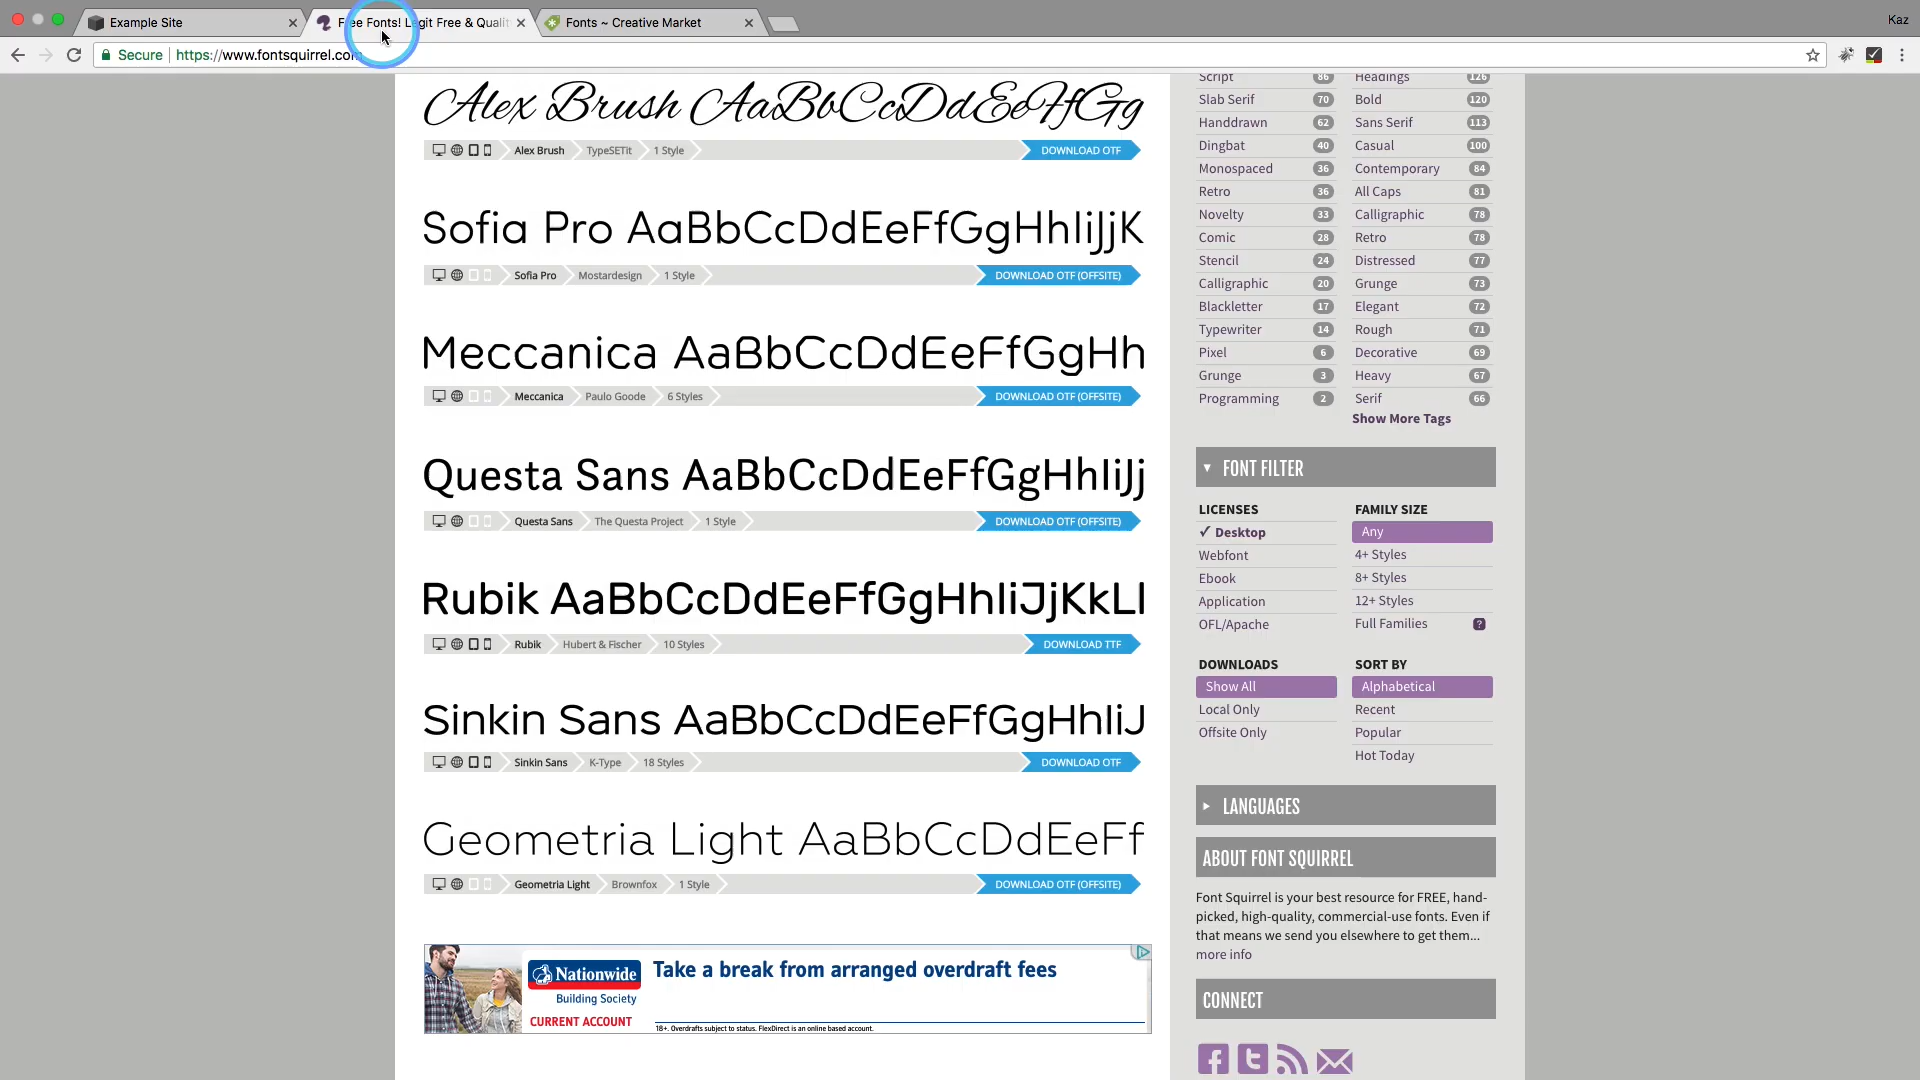 Example Site
Free Fonts! Legit Free & Qualit
Fonts ~ Creative Market
Kaz
Secure
https://www.fontsquirrel.com
Alex Brush AaBbCcDdEeFfGg
Alex Brush TypeSETit 1 Style DOWNLOAD OTF
Sofia Pro AaBbCcDdEeFfGgHhIiJjK
Sofia Pro Mostardesign 1 Style DOWNLOAD OTF (OFFSITE)
Meccanica AaBbCcDdEeFfGgHh
Meccanica Paulo Goode 6 Styles DOWNLOAD OTF (OFFSITE)
Questa Sans AaBbCcDdEeFfGgHhIiJj
Questa Sans The Questa Project 1 Style DOWNLOAD OTF (OFFSITE)
Rubik AaBbCcDdEeFfGgHhIiJjKkLl
Rubik Hubert & Fischer 10 Styles DOWNLOAD TTF
Sinkin Sans AaBbCcDdEeFfGgHhIiJ
Sinkin Sans K-Type 18 Styles DOWNLOAD OTF
Geometria Light AaBbCcDdEeFf
Geometria Light Brownfox 1 Style DOWNLOAD OTF (OFFSITE)
Nationwide
Building Society
CURRENT ACCOUNT
Take a break from arranged overdraft fees
18+. Overdrafts subject to status. FlexDirect is an online based account.
Script 86
Slab Serif 70
Handdrawn 62
Dingbat 40
Monospaced 36
Retro 36
Novelty 33
Comic 28
Stencil 24
Calligraphic 20
Blackletter 17
Typewriter 14
Pixel 6
Grunge 3
Programming 2
Headings 126
Bold 120
Sans Serif 113
Casual 100
Contemporary 84
All Caps 81
Calligraphic 78
Retro 78
Distressed 77
Grunge 73
Elegant 72
Rough 71
Decorative 69
Heavy 67
Serif 66
Show More Tags
FONT FILTER
LICENSES
✓ Desktop
Webfont
Ebook
Application
OFL/Apache
FAMILY SIZE
Any
4+ Styles
8+ Styles
12+ Styles
Full Families ?
DOWNLOADS
Show All
Local Only
Offsite Only
SORT BY
Alphabetical
Recent
Popular
Hot Today
LANGUAGES
ABOUT FONT SQUIRREL
Font Squirrel is your best resource for FREE, hand-
picked, high-quality, commercial-use fonts. Even if
that means we send you elsewhere to get them...
more info
CONNECT